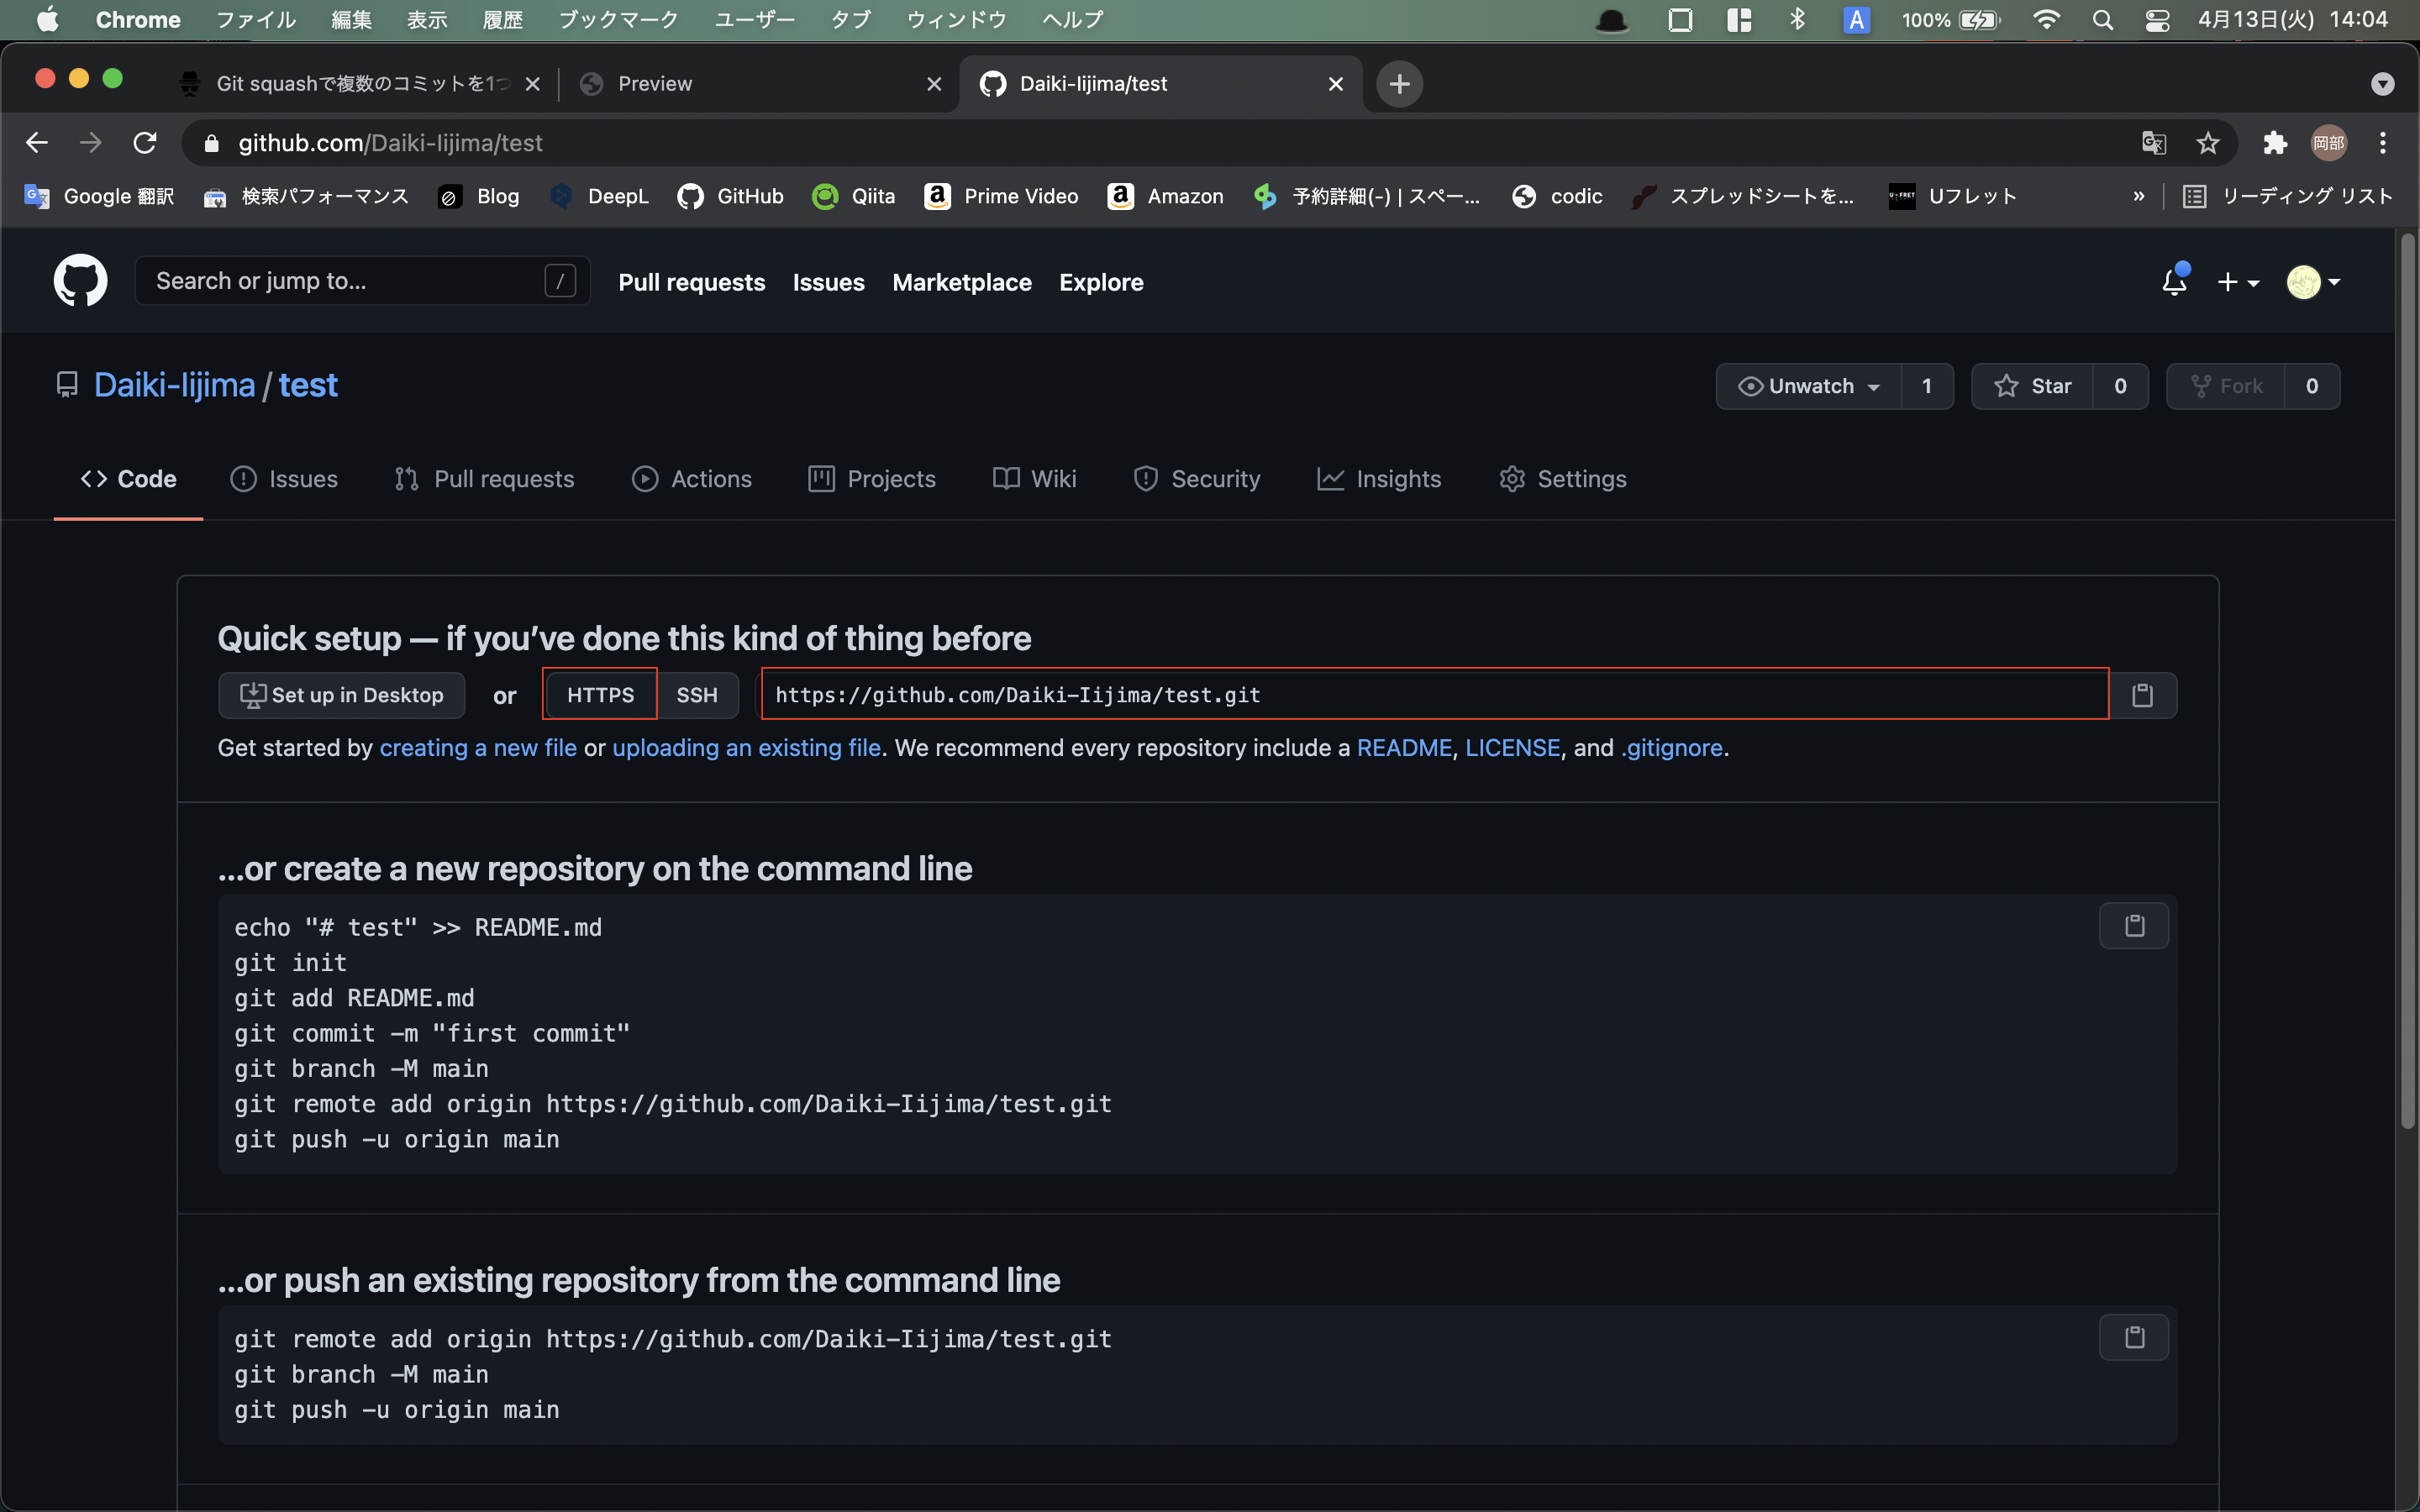 Chrome ファイル 編集 表示 履歴 ブックマーク ユーザー タブ ウィンドウ ヘルプ A 100% 4月13日(火) 14:04
Git squashで複数のコミットを1つ Preview Daiki-Iijima/test
github.com/Daiki-Iijima/test 岡部
Google 翻訳 検索パフォーマンス Blog DeepL GitHub Qiita Prime Video Amazon 予約詳細(-) | スペー... codic スプレッドシートを... U-FRET Uフレット » リーディング リスト
Search or jump to... / Pull requests Issues Marketplace Explore
Daiki-Iijima / test Unwatch 1 Star 0 Fork 0
Code Issues Pull requests Actions Projects Wiki Security Insights Settings
Quick setup — if you’ve done this kind of thing before
Set up in Desktop or HTTPS SSH https://github.com/Daiki-Iijima/test.git
Get started by creating a new file or uploading an existing file. We recommend every repository include a README, LICENSE, and .gitignore.
…or create a new repository on the command line
echo "# test" >> README.md
git init
git add README.md
git commit -m "first commit"
git branch -M main
git remote add origin https://github.com/Daiki-Iijima/test.git
git push -u origin main
…or push an existing repository from the command line
git remote add origin https://github.com/Daiki-Iijima/test.git
git branch -M main
git push -u origin main